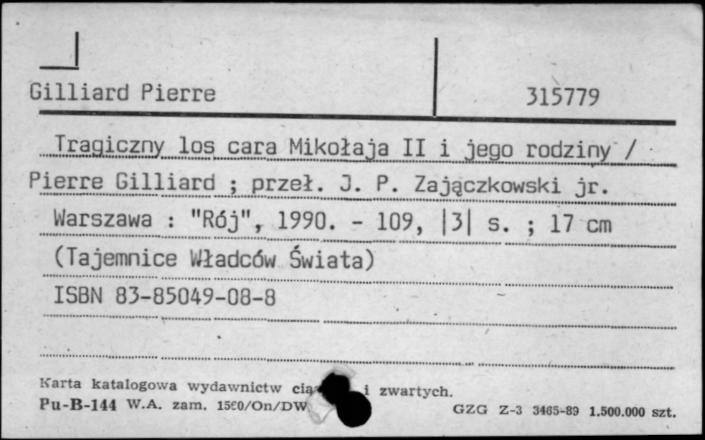 Gilliard Pierre 315779
Tragiczny los cara Mikołaja II i jego rodziny /
Pierre Gilliard ; przeł. J. P. Zajączkowski jr.
Warszawa : "Rój", 1990. - 109, |3| s. ; 17 cm
(Tajemnice Władców Świata)
ISBN 83-85049-08-8
Karta katalogowa wydawnictw i zwartych.
Pu-B-144 W.A. zam. 1560/On/DW GZG Z-3 3465-89 1.500.000 szt.